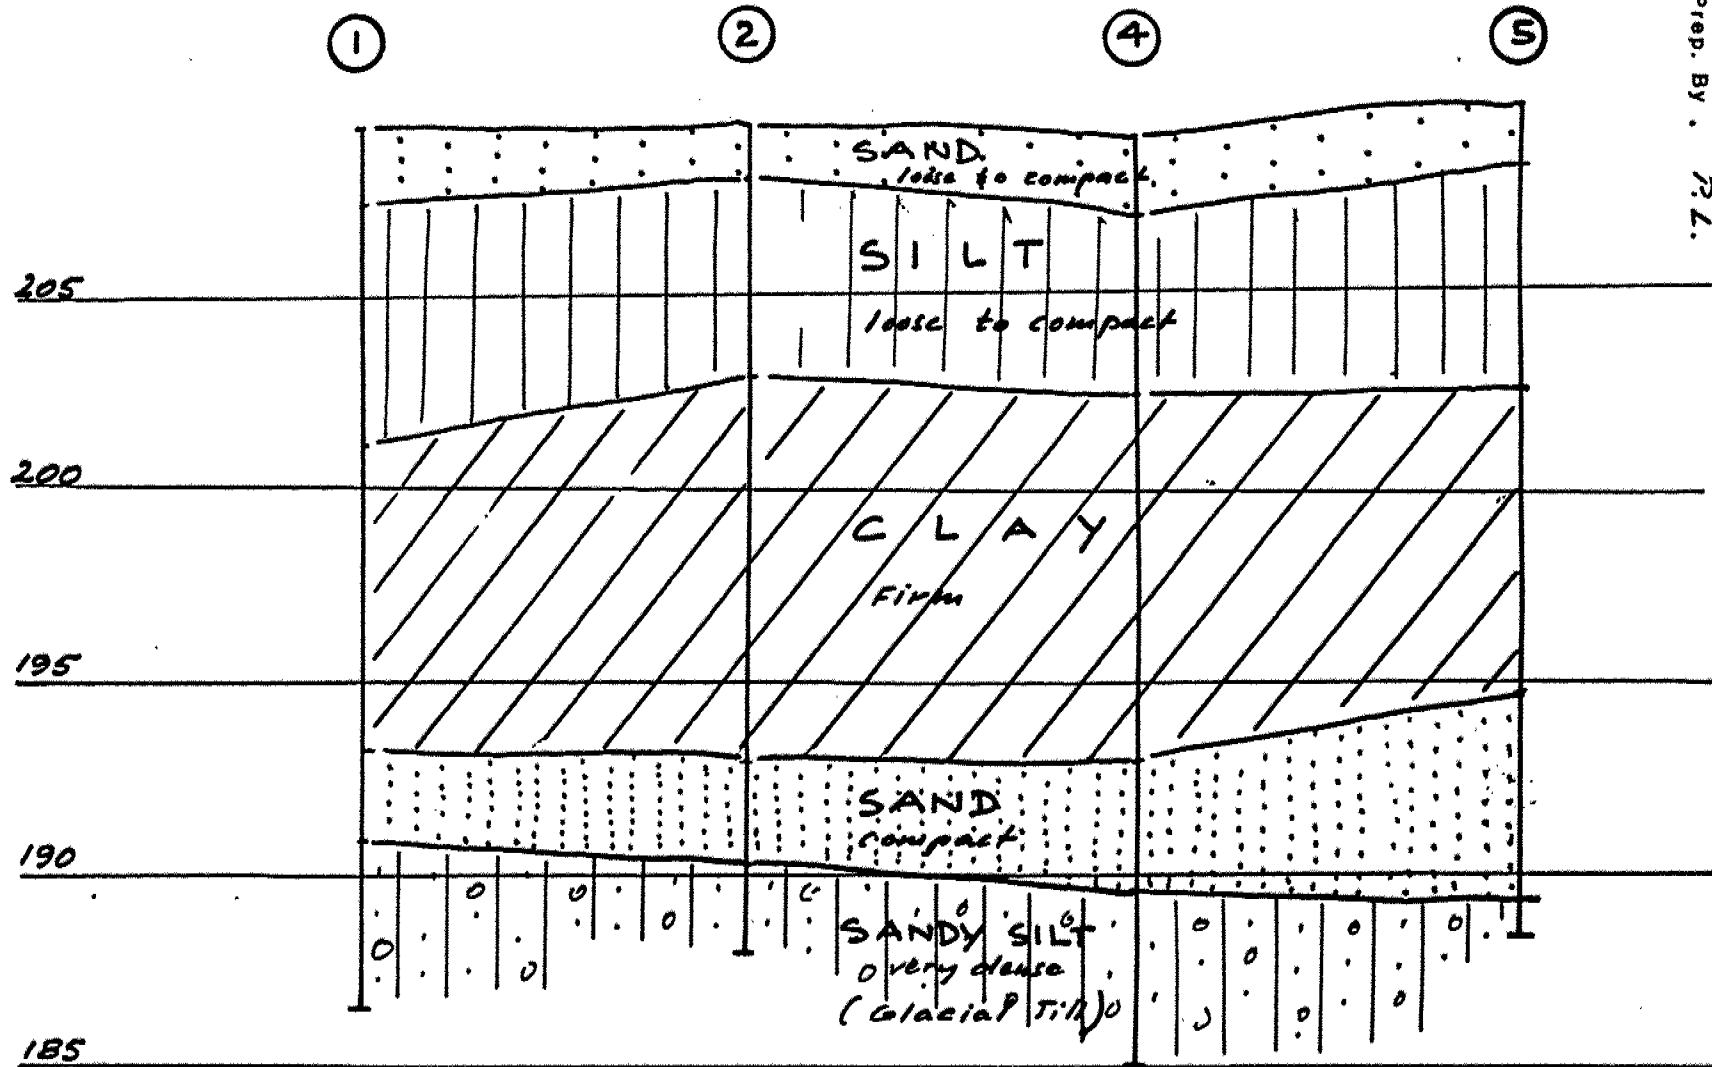 1 2 4 5
Prep. By . P.L.
SAND
loose to compact
SILT
205
loose to compact
200
CLAY
Firm
195
SAND
compact
190
SANDY SILT
very dense
(Glacial Till)
185